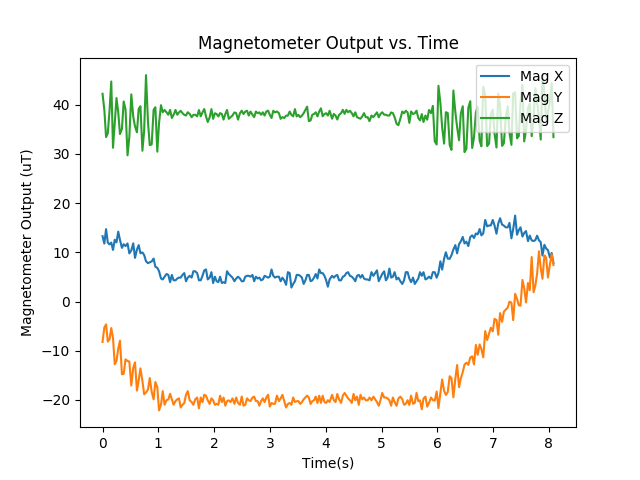 Magnetometer Output vs. Time
Mag X
Mag Y
Mag Z
Magnetometer Output (uT)
40
30
20
10
0
−10
−20
0 1 2 3 4 5 6 7 8
Time(s)